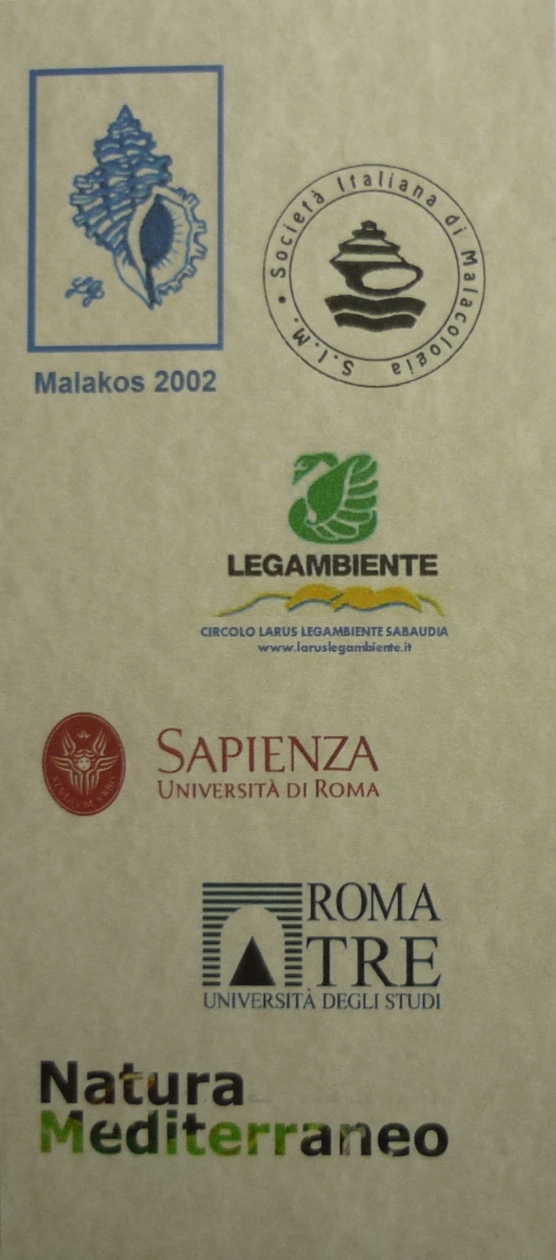 Malakos 2002
Società Italiana di Malacologia
S.I.M.
LEGAMBIENTE
CIRCOLO LARUS LEGAMBIENTE SABAUDIA
www.laruslegambiente.it
SAPIENZA
UNIVERSITÀ DI ROMA
ROMA
TRE
UNIVERSITÀ DEGLI STUDI
Natura
Mediterraneo